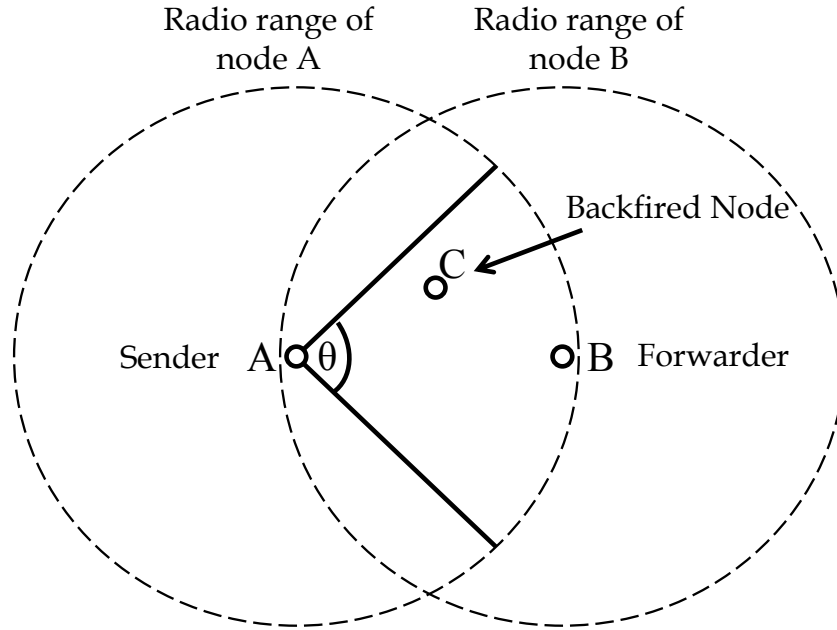 Radio range of
node A
Radio range of
node B
Backfired Node
C
Sender
A
θ
B
Forwarder